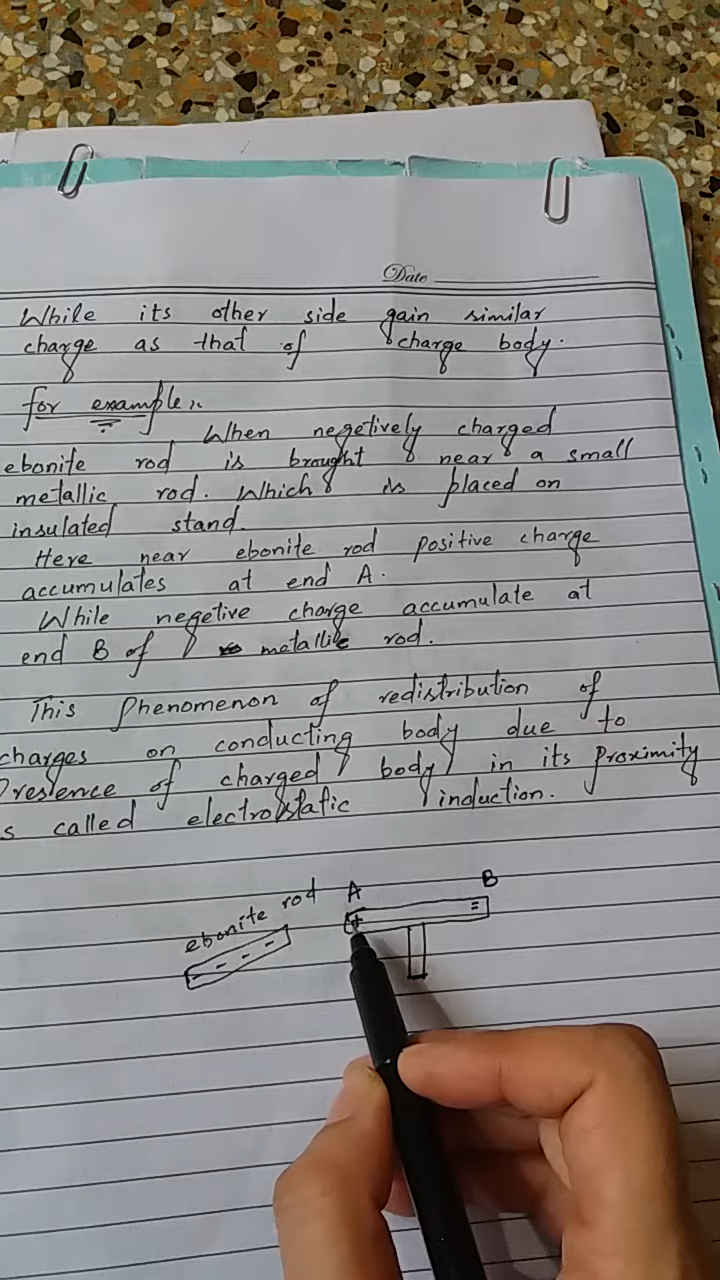 Date
While its other side gain similar
charge as that of charge body.
for example:
When negetively charged
ebonite rod is brought near a small
metallic rod. Which is placed on
insulated stand.
Here near ebonite rod positive charge
accumulates at end A.
While negetive charge accumulate at
end B of metallic rod.
This Phenomenon of redistribution of
charges on conducting body due to
Presence of charged body in its Proximity
s called electrostatic induction.
ebonite rod A B
+ =
- - - -